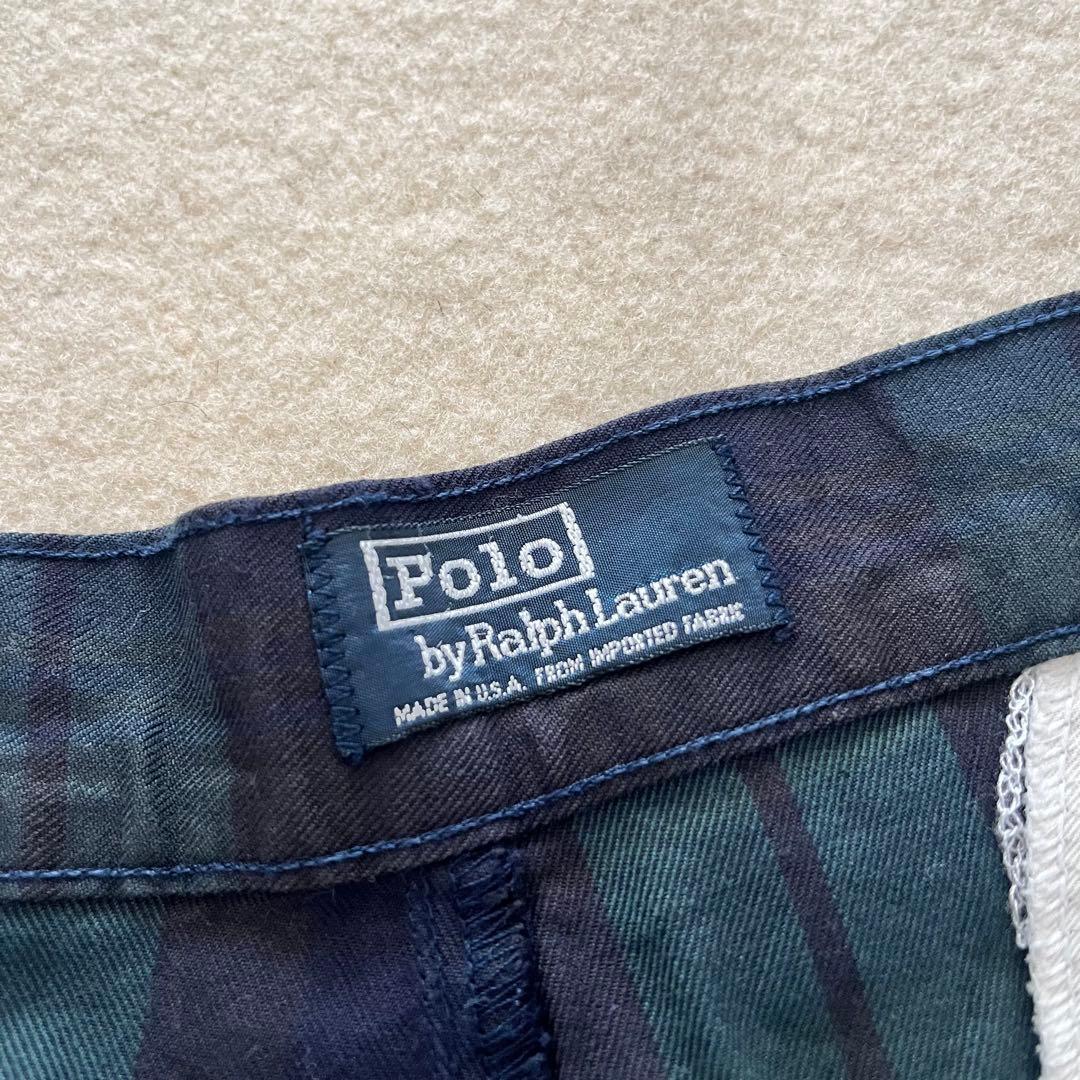 Polo
by Ralph Lauren
MADE IN U.S.A. FROM IMPORTED FABRIC